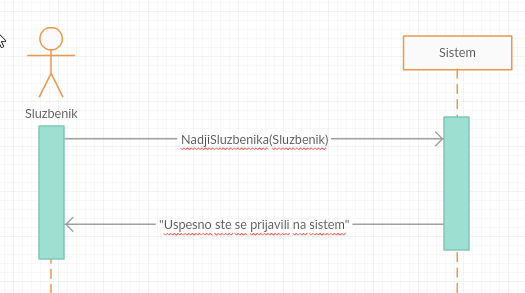 Sistem
Sluzbenik
NadjiSluzbenika(Sluzbenik)
"Uspesno ste se prijavili na sistem"